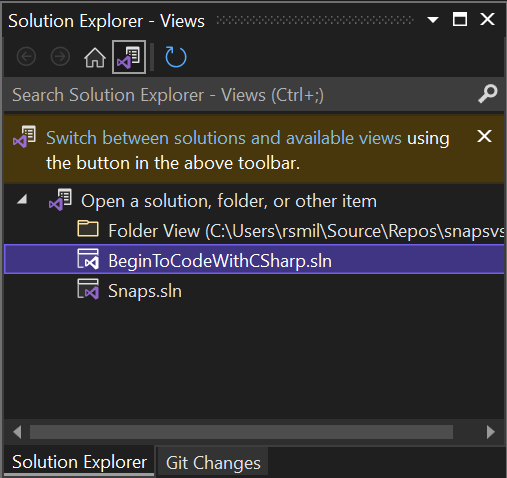 Solution Explorer - Views
Search Solution Explorer - Views (Ctrl+;)
Switch between solutions and available views using
the button in the above toolbar.
Open a solution, folder, or other item
Folder View (C:\Users\rsmil\Source\Repos\snapsvs
BeginToCodeWithCSharp.sln
Snaps.sln
Solution Explorer
Git Changes